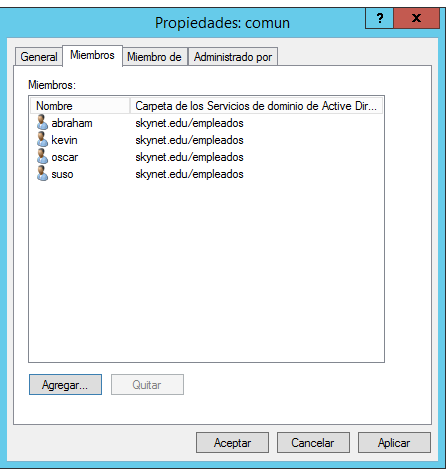 Propiedades: comun
? x
General Miembros Miembro de Administrado por
Miembros:
Nombre Carpeta de los Servicios de dominio de Active Dir...
abraham skynet.edu/empleados
kevin skynet.edu/empleados
oscar skynet.edu/empleados
suso skynet.edu/empleados
Agregar... Quitar
Aceptar Cancelar Aplicar